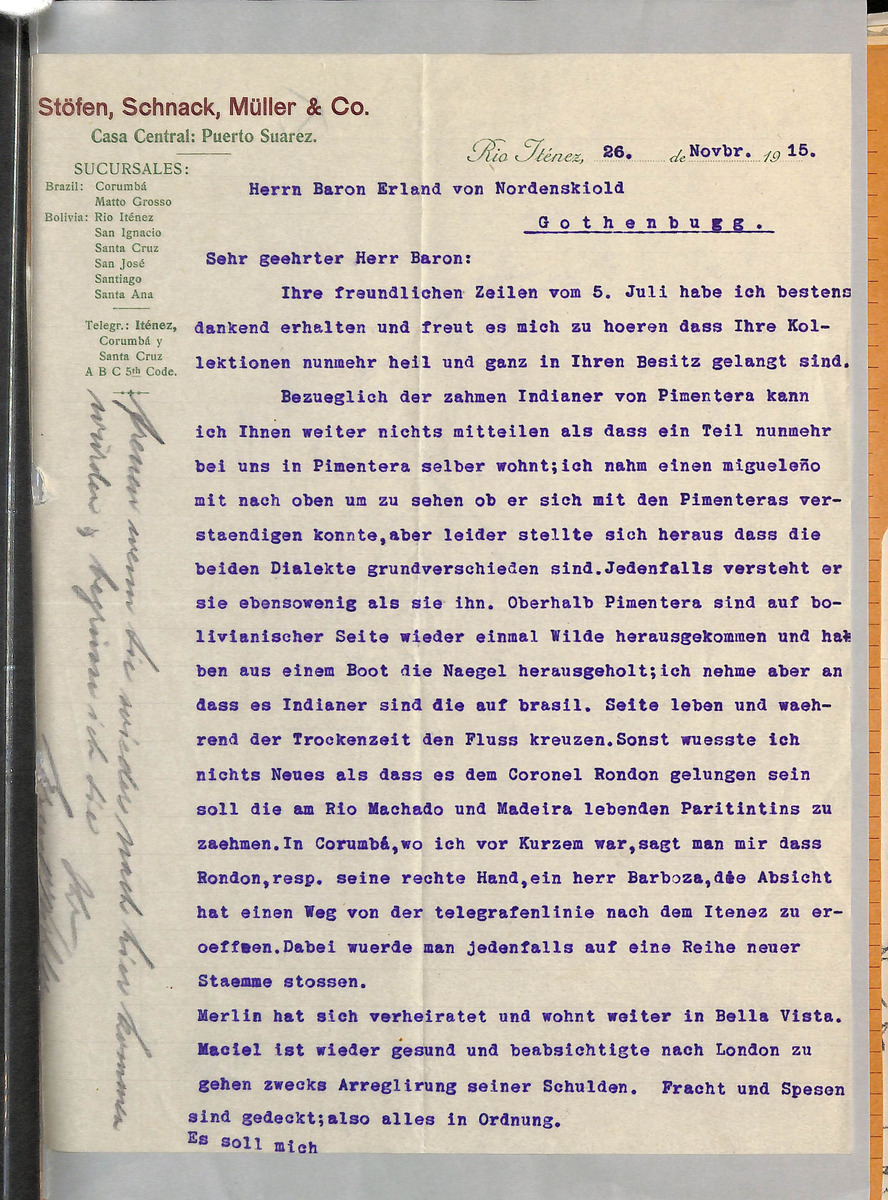 Stöfen, Schnack, Müller & Co.
Casa Central: Puerto Suarez.
SUCURSALES:
Brazil: Corumbá
Matto Grosso
Bolivia: Rio Iténez
San Ignacio
Santa Cruz
San José
Santiago
Santa Ana
Telegr.: Iténez,
Corumbá y
Santa Cruz
A B C 5th Code.
Rio Iténez, 26. de Novbr. 1915.
Herrn Baron Erland von Nordenskiold
Gothenbugg.
Sehr geehrter Herr Baron:
Ihre freundlichen Zeilen vom 5. Juli habe ich bestens
dankend erhalten und freut es mich zu hoeren dass Ihre Kol-
lektionen nunmehr heil und ganz in Ihren Besitz gelangt sind.
Bezueglich der zahmen Indianer von Pimentera kann
ich Ihnen weiter nichts mitteilen als dass ein Teil nunmehr
bei uns in Pimentera selber wohnt;ich nahm einen migueleño
mit nach oben um zu sehen ob er sich mit den Pimenteras ver-
staendigen konnte,aber leider stellte sich heraus dass die
beiden Dialekte grundverschieden sind.Jedenfalls versteht er
sie ebensowenig als sie ihn. Oberhalb Pimentera sind auf bo-
livianischer Seite wieder einmal Wilde herausgekommen und ha-
ben aus einem Boot die Naegel herausgeholt;ich nehme aber an
dass es Indianer sind die auf brasil. Seite leben und waeh-
rend der Trockenzeit den Fluss kreuzen.Sonst wuesste ich
nichts Neues als dass es dem Coronel Rondon gelungen sein
soll die am Rio Machado und Madeira lebenden Paritintins zu
zaehmen.In Corumbá,wo ich vor Kurzem war,sagt man mir dass
Rondon,resp. seine rechte Hand,ein herr Barboza,die Absicht
hat einen Weg von der telegrafenlinie nach dem Itenez zu er-
oeffnen.Dabei wuerde man jedenfalls auf eine Reihe neuer
Staemme stossen.
Merlin hat sich verheiratet und wohnt weiter in Bella Vista.
Maciel ist wieder gesund und beabsichtigte nach London zu
gehen zwecks Arreglirung seiner Schulden. Fracht und Spesen
sind gedeckt;also alles in Ordnung.
Es soll mich
freuen wenn Sie wieder nach hier kommen
würden & begrüsse ich Sie
Ihr